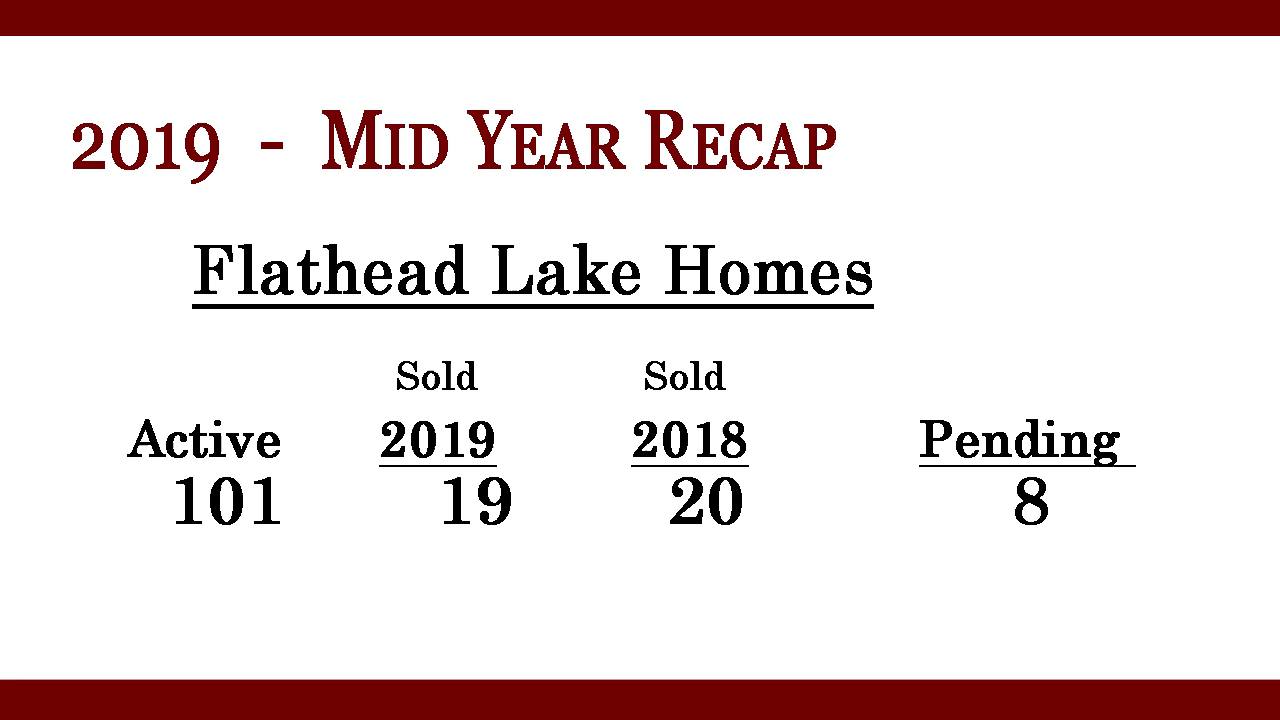 2019 - Mid Year Recap
Flathead Lake Homes
Sold Sold
Active 2019 2018 Pending
101 19 20 8